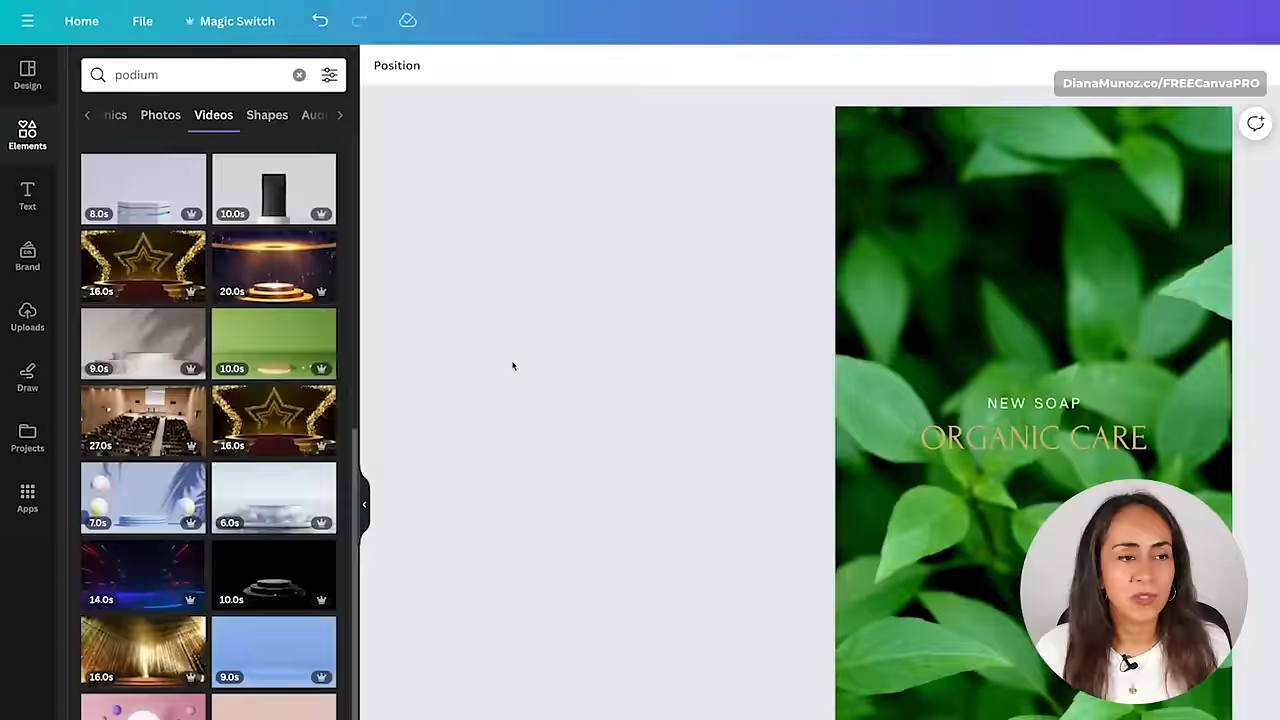 Home File Magic Switch
Design
Elements
Text
Brand
Uploads
Draw
Projects
Apps
podium
nics Photos Videos Shapes Aud
8.0s 10.0s
16.0s 20.0s
9.0s 10.0s
27.0s 16.0s
7.0s 6.0s
14.0s 10.0s
16.0s 9.0s
Position
DianaMunoz.co/FREECanvaPRO
NEW SOAP
ORGANIC CARE